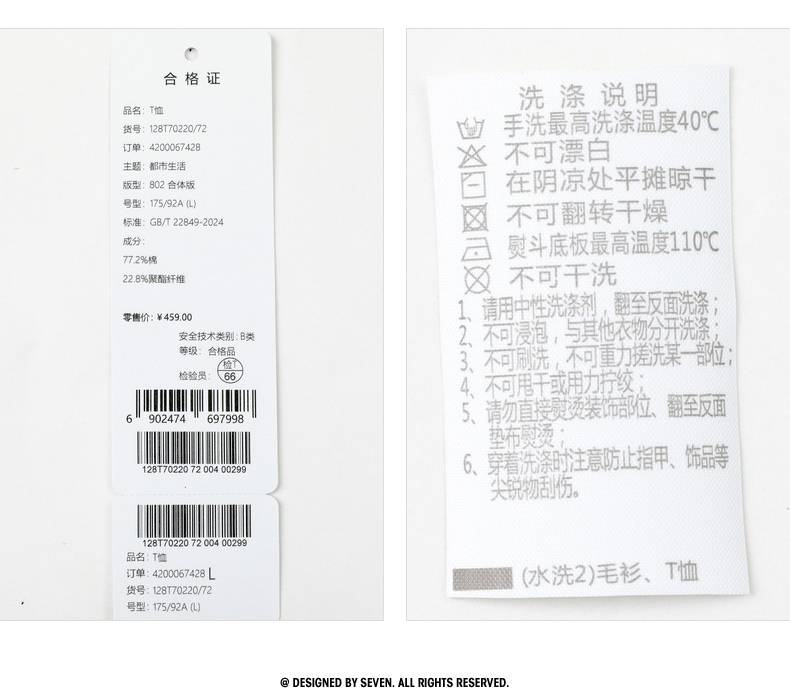 合格证
品名：T恤
货号：128T70220/72
订单：4200067428
主题：都市生活
版型：802 合体版
号型：175/92A (L)
标准：GB/T 22849-2024
成分：
77.2%棉
22.8%聚酯纤维
零售价：¥459.00
安全技术类别：B类
等级：合格品
检验员：检T 66
6 902474 697998
128T70220 72 004 00299
128T70220 72 004 00299
品名：T恤
订单：4200067428 L
货号：128T70220/72
号型：175/92A (L)
洗涤说明
手洗最高洗涤温度40℃
不可漂白
在阴凉处平摊晾干
不可翻转干燥
熨斗底板最高温度110℃
不可干洗
1、请用中性洗涤剂，翻至反面洗涤；
2、不可浸泡，与其他衣物分开洗涤；
3、不可刷洗，不可重力搓洗某一部位；
4、不可甩干或用力拧绞；
5、请勿直接熨烫装饰部位、翻至反面
垫布熨烫；
6、穿着洗涤时注意防止指甲、饰品等
尖锐物刮伤。
(水洗2)毛衫、T恤
@ DESIGNED BY SEVEN. ALL RIGHTS RESERVED.